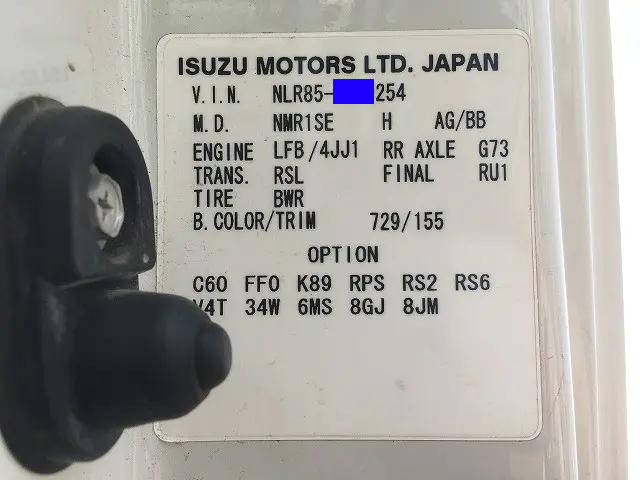 ISUZU MOTORS LTD. JAPAN
V.I.N. NLR85- 254
M.D. NMR1SE H AG/BB
ENGINE LFB/4JJ1 RR AXLE G73
TRANS. RSL FINAL RU1
TIRE BWR
B.COLOR/TRIM 729/155
OPTION
C60 FF0 K89 RPS RS2 RS6
V4T 34W 6MS 8GJ 8JM